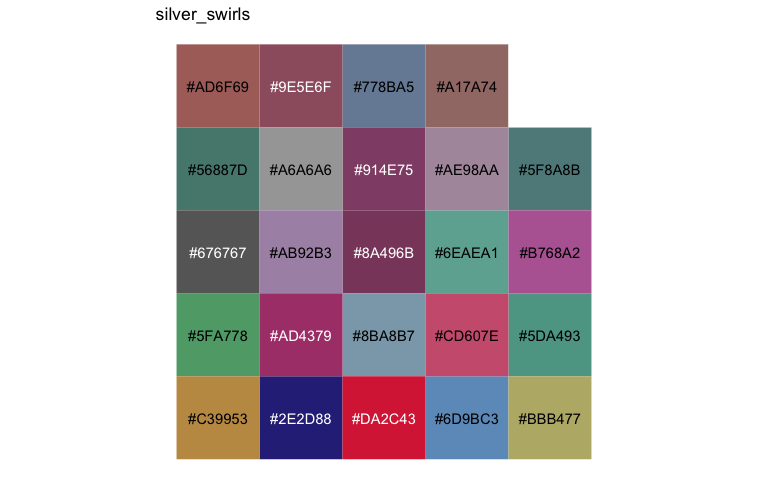 silver_swirls
#AD6F69 #9E5E6F #778BA5 #A17A74
#56887D #A6A6A6 #914E75 #AE98AA #5F8A8B
#676767 #AB92B3 #8A496B #6EAEA1 #B768A2
#5FA778 #AD4379 #8BA8B7 #CD607E #5DA493
#C39953 #2E2D88 #DA2C43 #6D9BC3 #BBB477